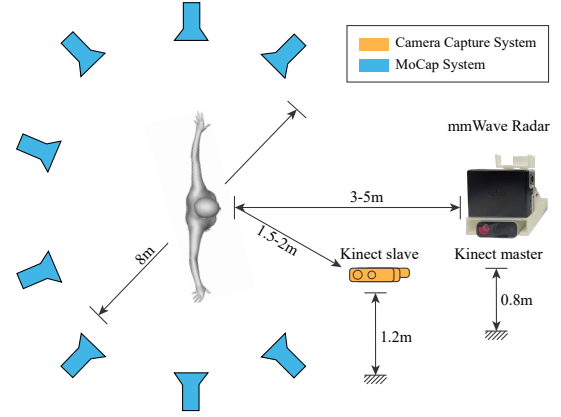 Camera Capture System
MoCap System
mmWave Radar
3-5m
1.5-2m
8m
Kinect slave
Kinect master
0.8m
1.2m